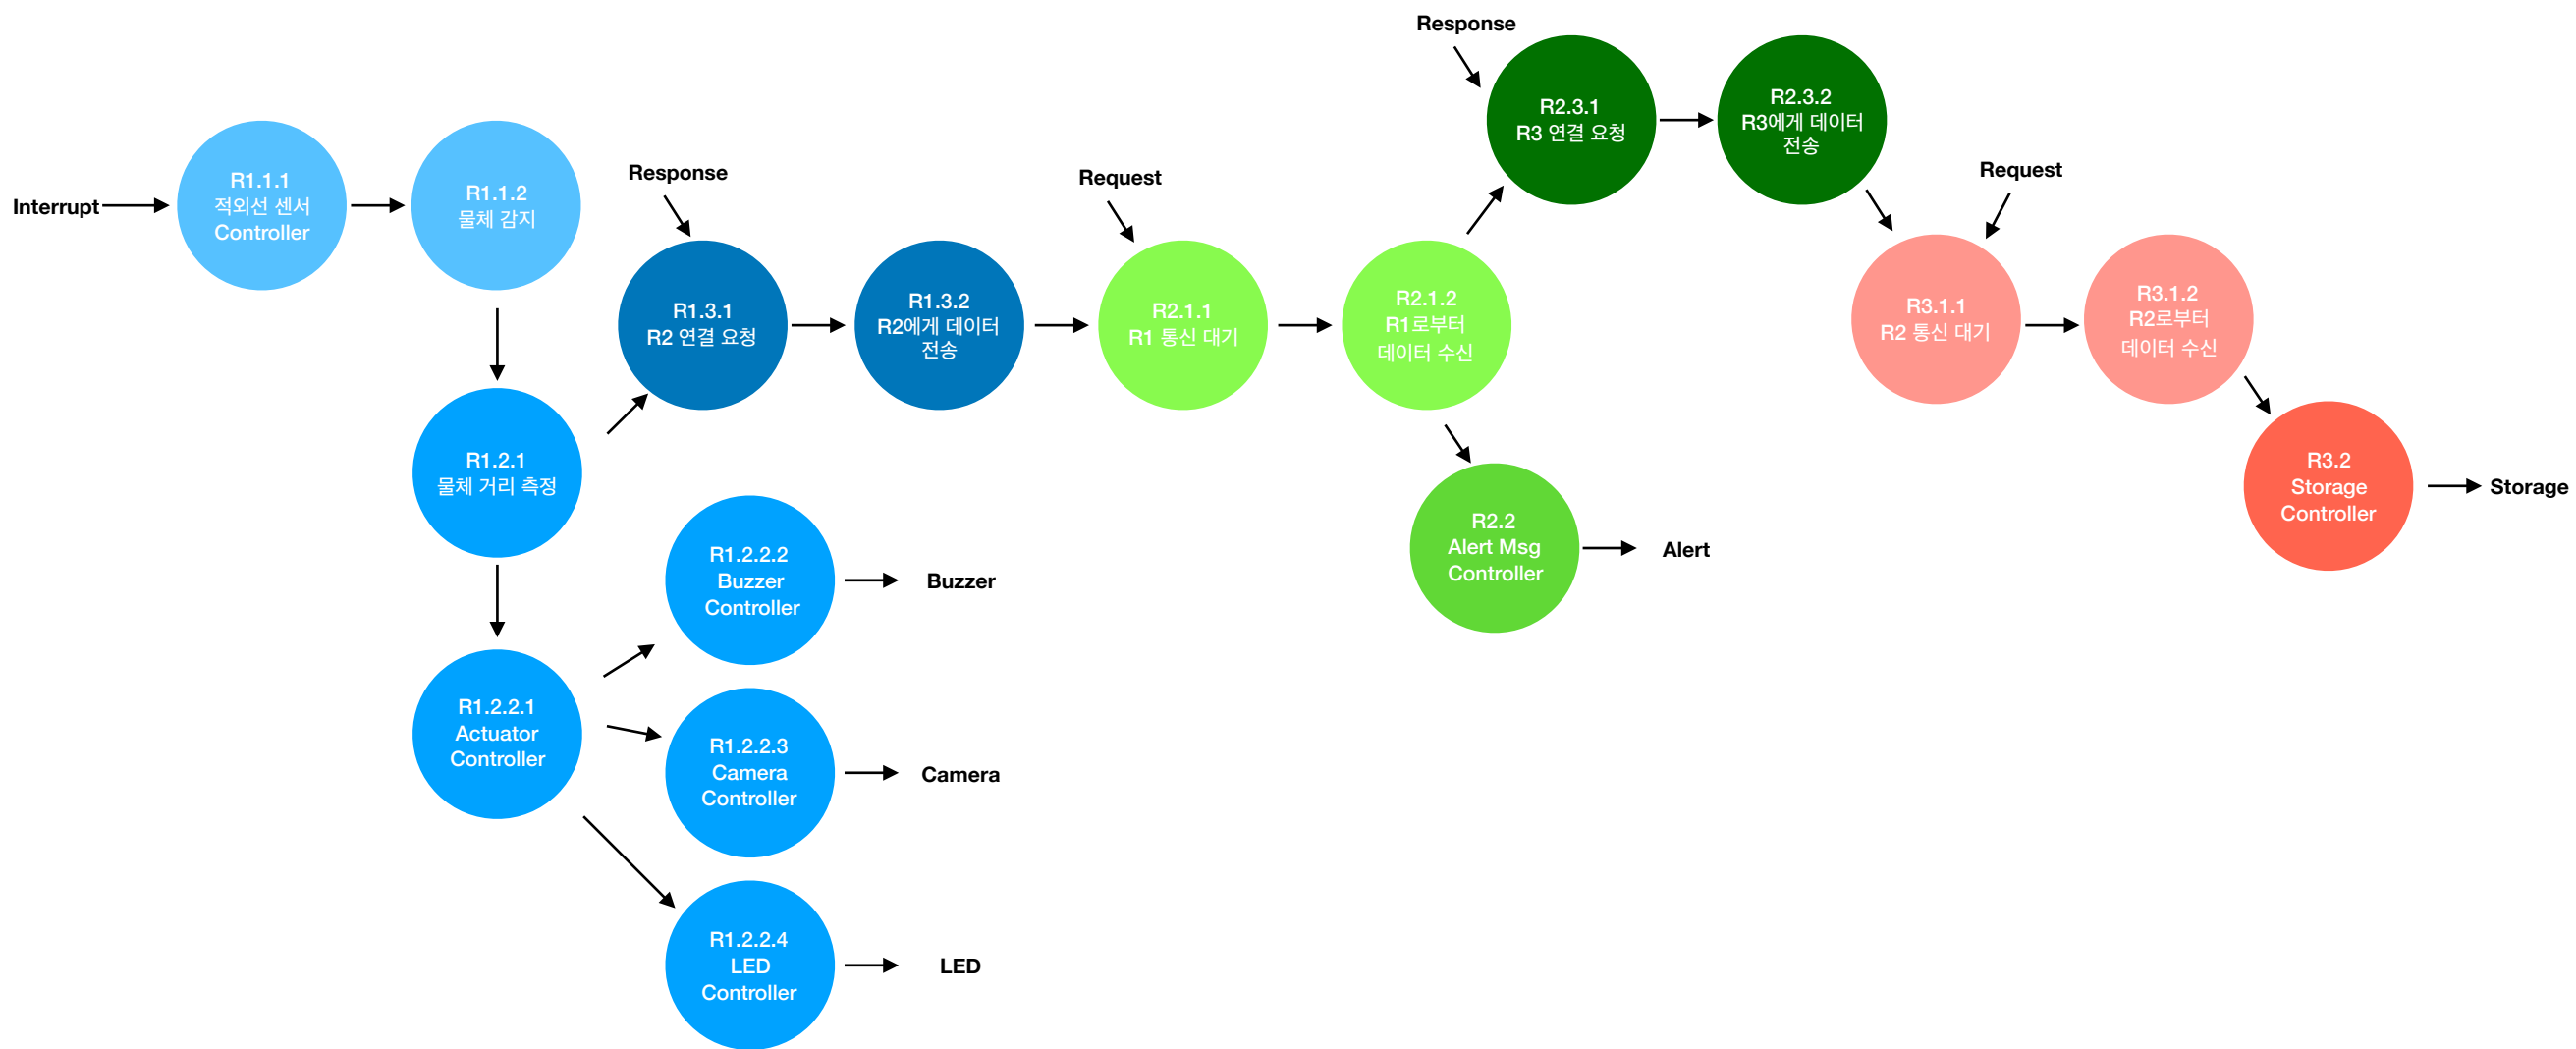 Interrupt
R1.1.1
적외선 센서
Controller
R1.1.2
물체 감지
R1.2.1
물체 거리 측정
R1.2.2.1
Actuator
Controller
R1.2.2.2
Buzzer
Controller
Buzzer
R1.2.2.3
Camera
Controller
Camera
R1.2.2.4
LED
Controller
LED
Response
R1.3.1
R2 연결 요청
R1.3.2
R2에게 데이터
전송
Request
R2.1.1
R1 통신 대기
R2.1.2
R1로부터
데이터 수신
R2.2
Alert Msg
Controller
Alert
Response
R2.3.1
R3 연결 요청
R2.3.2
R3에게 데이터
전송
Request
R3.1.1
R2 통신 대기
R3.1.2
R2로부터
데이터 수신
R3.2
Storage
Controller
Storage